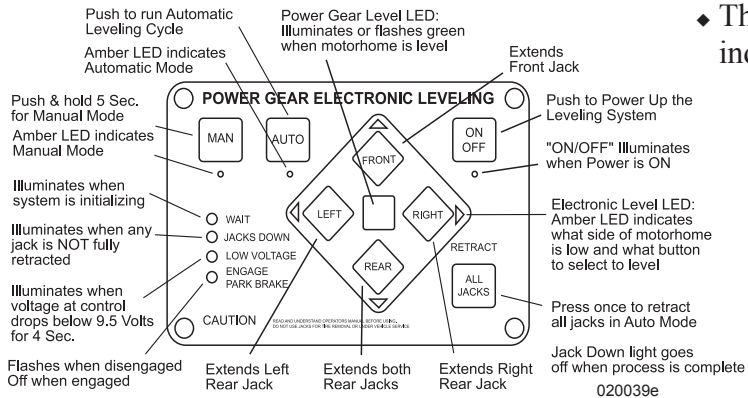 Push to run Automatic
Leveling Cycle
Power Gear Level LED:
Illuminates or flashes green
when motorhome is level
◆ Th
inc
Amber LED indicates
Automatic Mode
Extends
Front Jack
Push & hold 5 Sec.
for Manual Mode
Amber LED indicates
Manual Mode
POWER GEAR ELECTRONIC LEVELING
MAN
AUTO
FRONT
ON
OFF
Push to Power Up the
Leveling System
"ON/OFF" Illuminates
when Power is ON
Illuminates when
system is initializing
Illuminates when any
jack is NOT fully
retracted
WAIT
JACKS DOWN
LOW VOLTAGE
ENGAGE
PARK BRAKE
LEFT
RIGHT
REAR
RETRACT
ALL
JACKS
Electronic Level LED:
Amber LED indicates
what side of motorhome
is low and what button
to select to level
Illuminates when
voltage at control
drops below 9.5 Volts
for 4 Sec.
CAUTION
READ AND UNDERSTAND OPERATORS MANUAL BEFORE USING.
DO NOT USE JACKS FOR TIRE REMOVAL OR UNDER VEHICLE SERVICE
Press once to retract
all jacks in Auto Mode
Flashes when disengaged
Off when engaged
Extends Left
Rear Jack
Extends both
Rear Jacks
Extends Right
Rear Jack
Jack Down light goes
off when process is complete
020039e